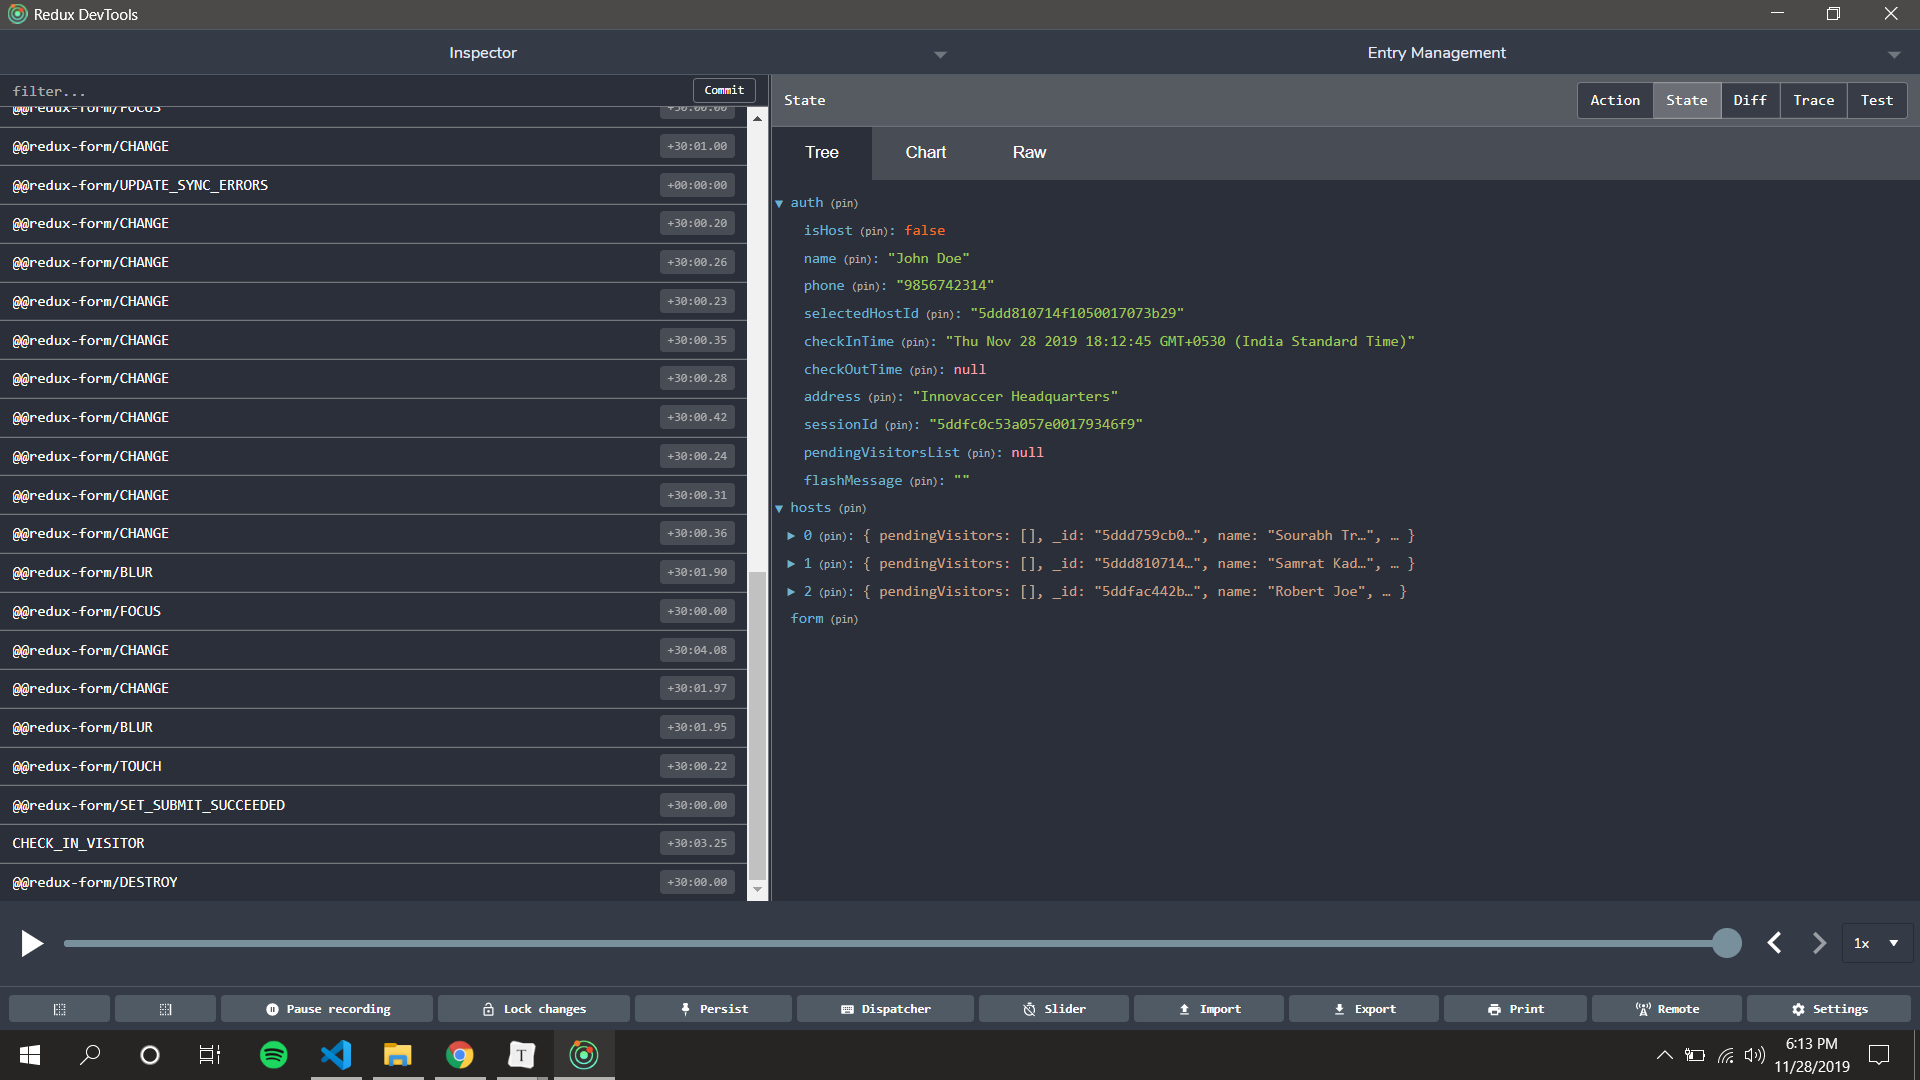 Redux DevTools
Inspector
Entry Management
filter...
Commit
@@redux-form/FOCUS +30:00.00
@@redux-form/CHANGE +30:01.00
@@redux-form/UPDATE_SYNC_ERRORS +00:00:00
@@redux-form/CHANGE +30:00.20
@@redux-form/CHANGE +30:00.26
@@redux-form/CHANGE +30:00.23
@@redux-form/CHANGE +30:00.35
@@redux-form/CHANGE +30:00.28
@@redux-form/CHANGE +30:00.42
@@redux-form/CHANGE +30:00.24
@@redux-form/CHANGE +30:00.31
@@redux-form/CHANGE +30:00.36
@@redux-form/BLUR +30:01.90
@@redux-form/FOCUS +30:00.00
@@redux-form/CHANGE +30:04.08
@@redux-form/CHANGE +30:01.97
@@redux-form/BLUR +30:01.95
@@redux-form/TOUCH +30:00.22
@@redux-form/SET_SUBMIT_SUCCEEDED +30:00.00
CHECK_IN_VISITOR +30:03.25
@@redux-form/DESTROY +30:00.00
State
Action State Diff Trace Test
Tree Chart Raw
auth (pin)
isHost (pin): false
name (pin): "John Doe"
phone (pin): "9856742314"
selectedHostId (pin): "5ddd810714f1050017073b29"
checkInTime (pin): "Thu Nov 28 2019 18:12:45 GMT+0530 (India Standard Time)"
checkOutTime (pin): null
address (pin): "Innovaccer Headquarters"
sessionId (pin): "5ddfc0c53a057e00179346f9"
pendingVisitorsList (pin): null
flashMessage (pin): ""
hosts (pin)
0 (pin): { pendingVisitors: [], _id: "5ddd759cb0…", name: "Sourabh Tr…", … }
1 (pin): { pendingVisitors: [], _id: "5ddd810714…", name: "Samrat Kad…", … }
2 (pin): { pendingVisitors: [], _id: "5ddfac442b…", name: "Robert Joe", … }
form (pin)
1x
Pause recording Lock changes Persist Dispatcher Slider Import Export Print Remote Settings
T
6:13 PM
11/28/2019